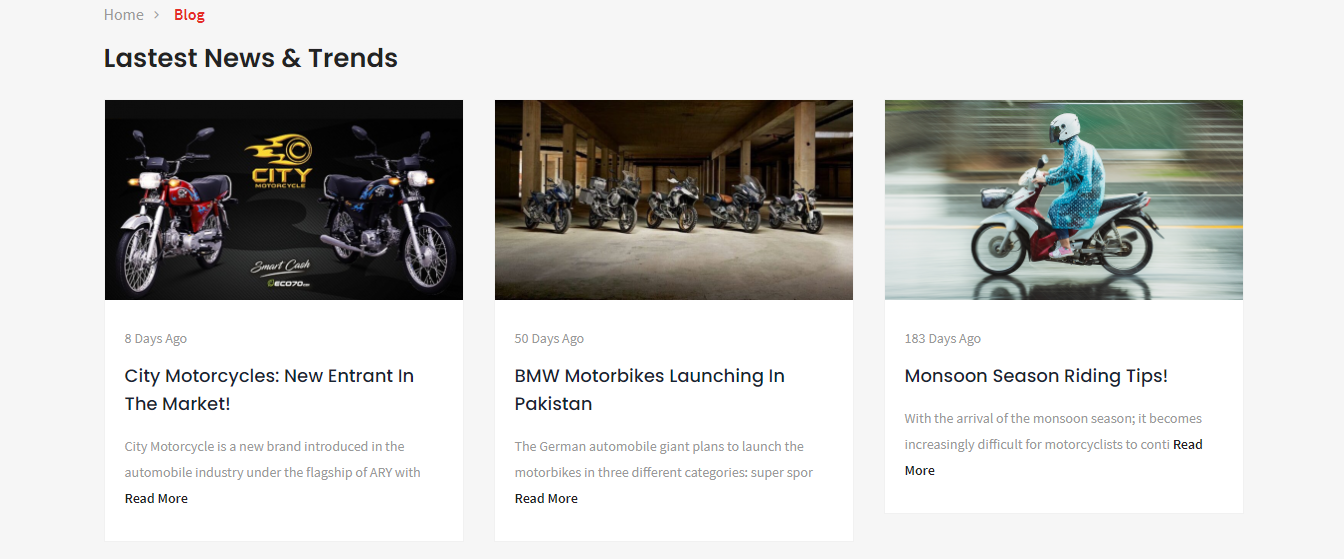 Home > Blog
Lastest News & Trends
CITY
MOTORCYCLE
Smart Cash
ECO70.com
8 Days Ago
City Motorcycles: New Entrant In
The Market!
City Motorcycle is a new brand introduced in the
automobile industry under the flagship of ARY with
Read More
50 Days Ago
BMW Motorbikes Launching In
Pakistan
The German automobile giant plans to launch the
motorbikes in three different categories: super spor
Read More
183 Days Ago
Monsoon Season Riding Tips!
With the arrival of the monsoon season; it becomes
increasingly difficult for motorcyclists to conti Read
More